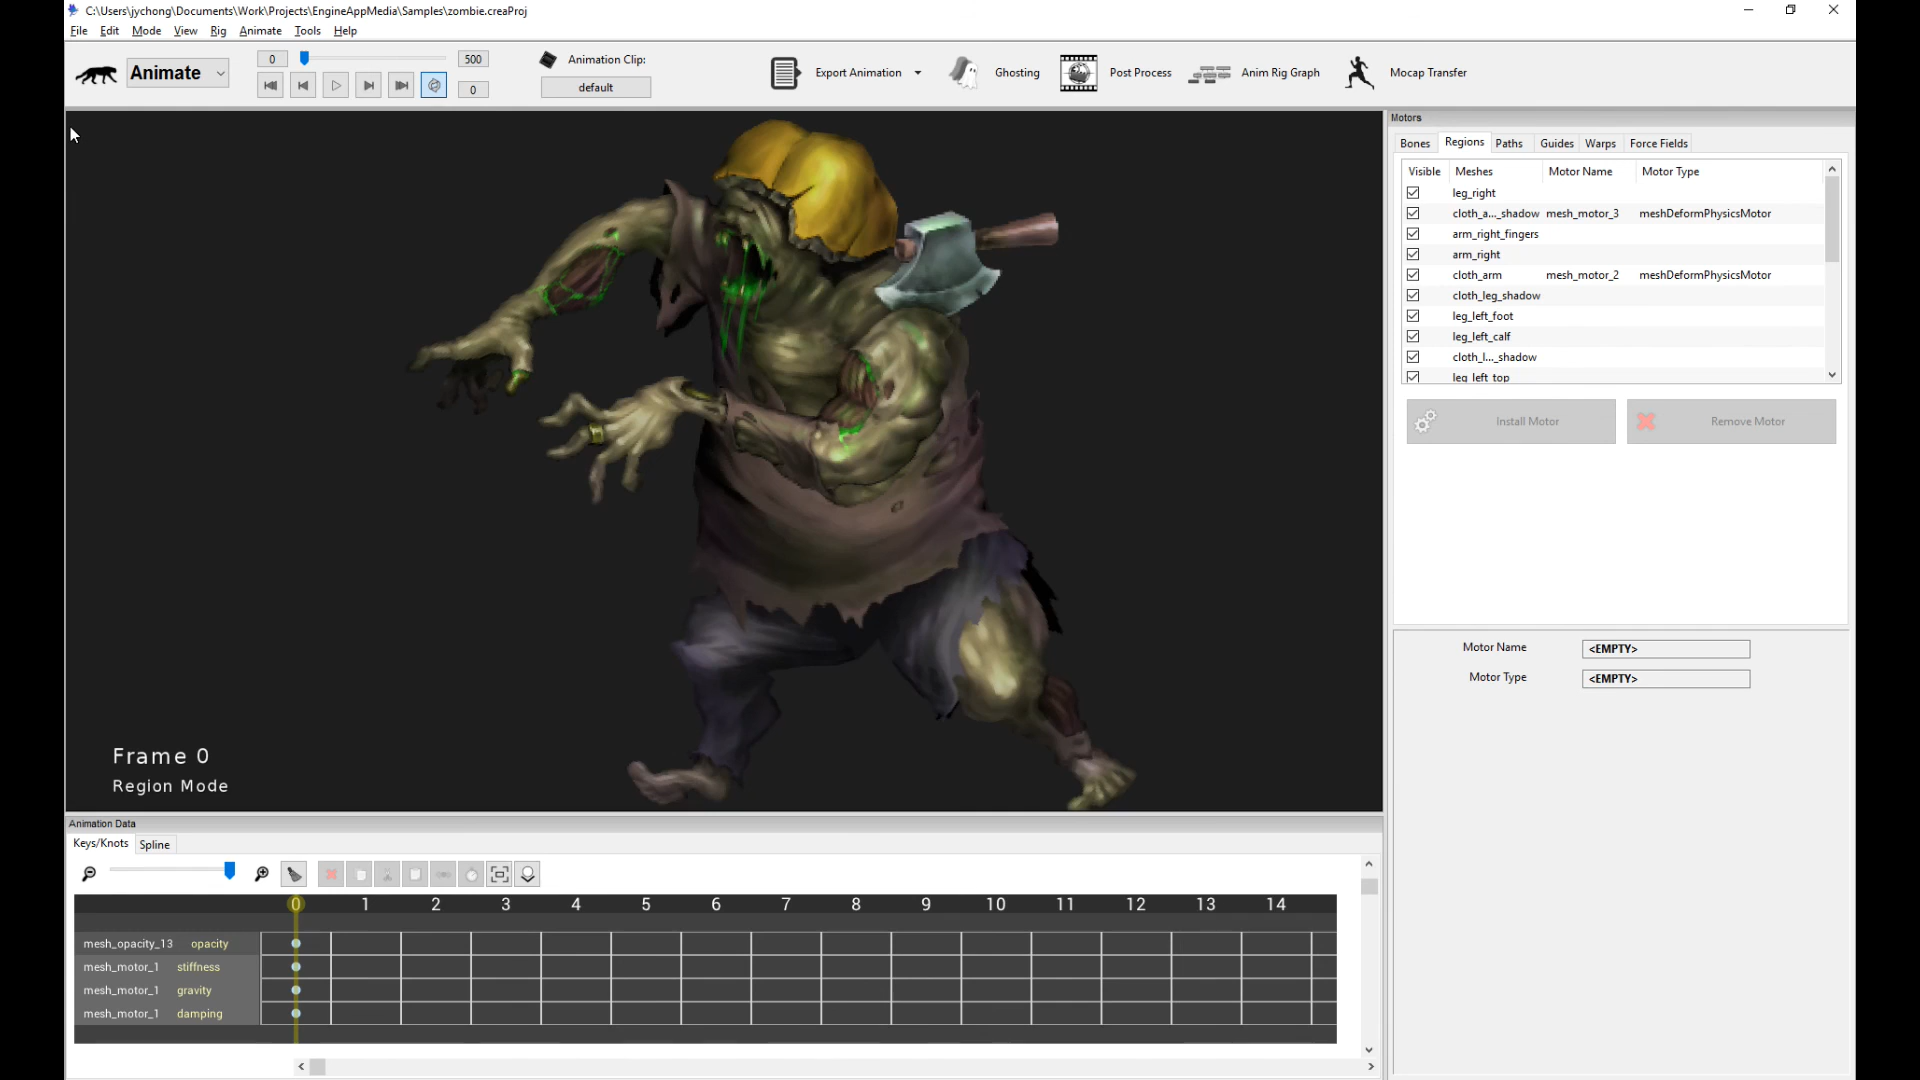 C:\Users\jychong\Documents\Work\Projects\EngineAppMedia\Samples\zombie.creaProj
File Edit Mode View Rig Animate Tools Help
Animate
0 500
0
Animation Clip:
default
Export Animation
Ghosting
Post Process
Anim Rig Graph
Mocap Transfer
Motors
Bones Regions Paths Guides Warps Force Fields
Visible Meshes Motor Name Motor Type
leg_right
cloth_a..._shadow mesh_motor_3 meshDeformPhysicsMotor
arm_right_fingers
arm_right
cloth_arm mesh_motor_2 meshDeformPhysicsMotor
cloth_leg_shadow
leg_left_foot
leg_left_calf
cloth_l..._shadow
leg_left_top
Install Motor Remove Motor
Motor Name <EMPTY>
Motor Type <EMPTY>
Frame 0
Region Mode
Animation Data
Keys/Knots Spline
0 1 2 3 4 5 6 7 8 9 10 11 12 13 14
mesh_opacity_13 opacity
mesh_motor_1 stiffness
mesh_motor_1 gravity
mesh_motor_1 damping